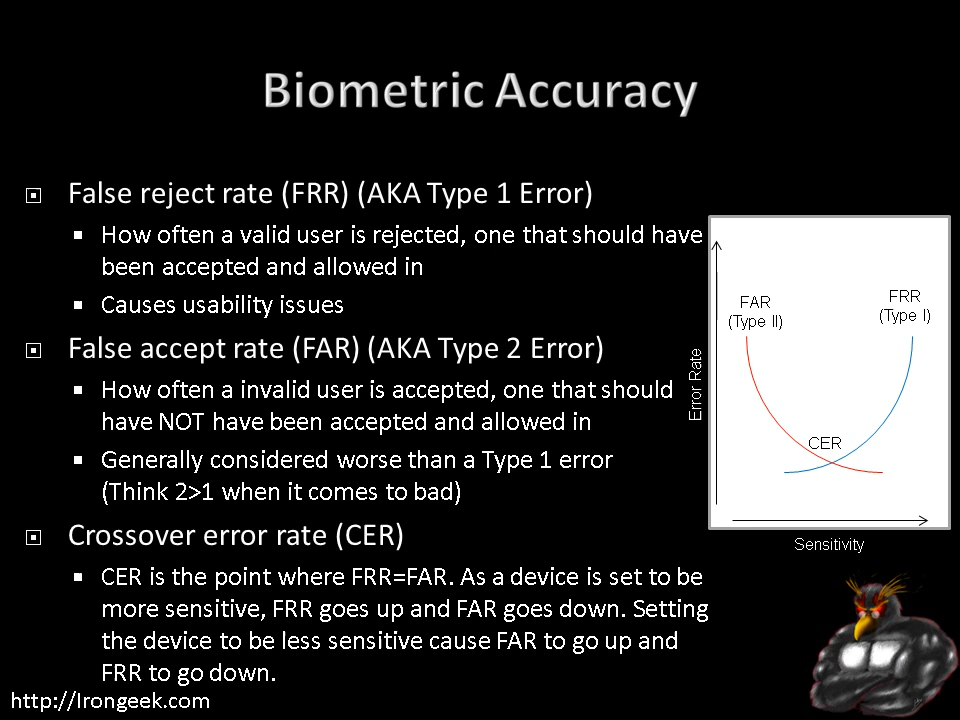 Biometric Accuracy
False reject rate (FRR) (AKA Type 1 Error)
How often a valid user is rejected, one that should have
been accepted and allowed in
Causes usability issues
False accept rate (FAR) (AKA Type 2 Error)
How often a invalid user is accepted, one that should
have NOT have been accepted and allowed in
Generally considered worse than a Type 1 error
(Think 2>1 when it comes to bad)
Crossover error rate (CER)
CER is the point where FRR=FAR. As a device is set to be
more sensitive, FRR goes up and FAR goes down. Setting
the device to be less sensitive cause FAR to go up and
FRR to go down.
FAR
(Type II)
FRR
(Type I)
Error Rate
CER
Sensitivity
http://Irongeek.com